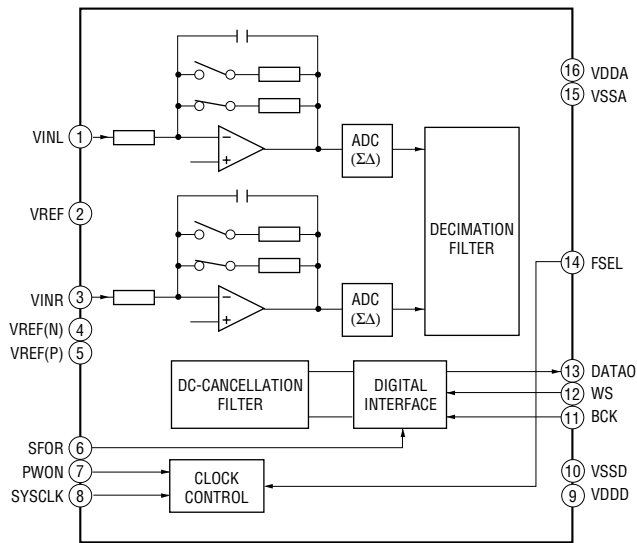 16 VDDA
15 VSSA
VINL 1
− +
ADC
(ΣΔ)
VREF 2
DECIMATION
FILTER
14 FSEL
VINR 3
− +
ADC
(ΣΔ)
VREF(N) 4
VREF(P) 5
DC-CANCELLATION
FILTER
DIGITAL
INTERFACE
13 DATAO
12 WS
11 BCK
SFOR 6
PWON 7
SYSCLK 8
CLOCK
CONTROL
10 VSSD
9 VDDD